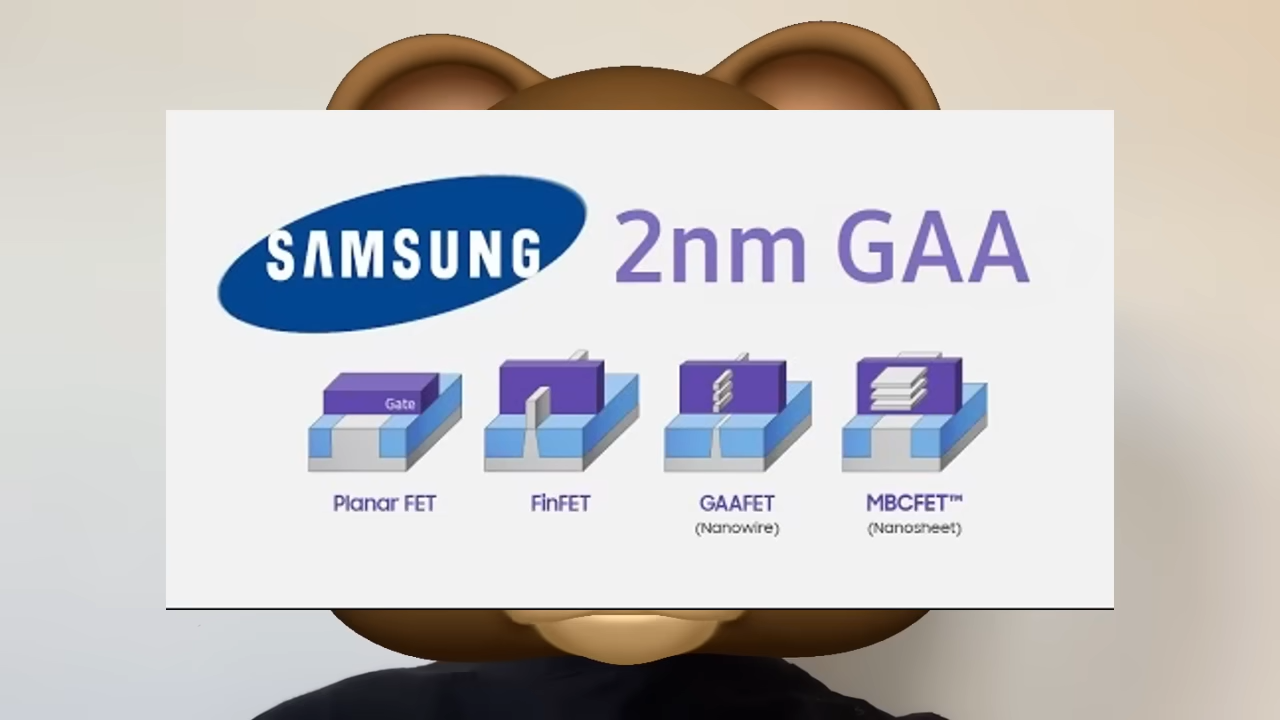 SAMSUNG 2nm GAA
Gate
Planar FET FinFET GAAFET MBCFET™
(Nanowire) (Nanosheet)